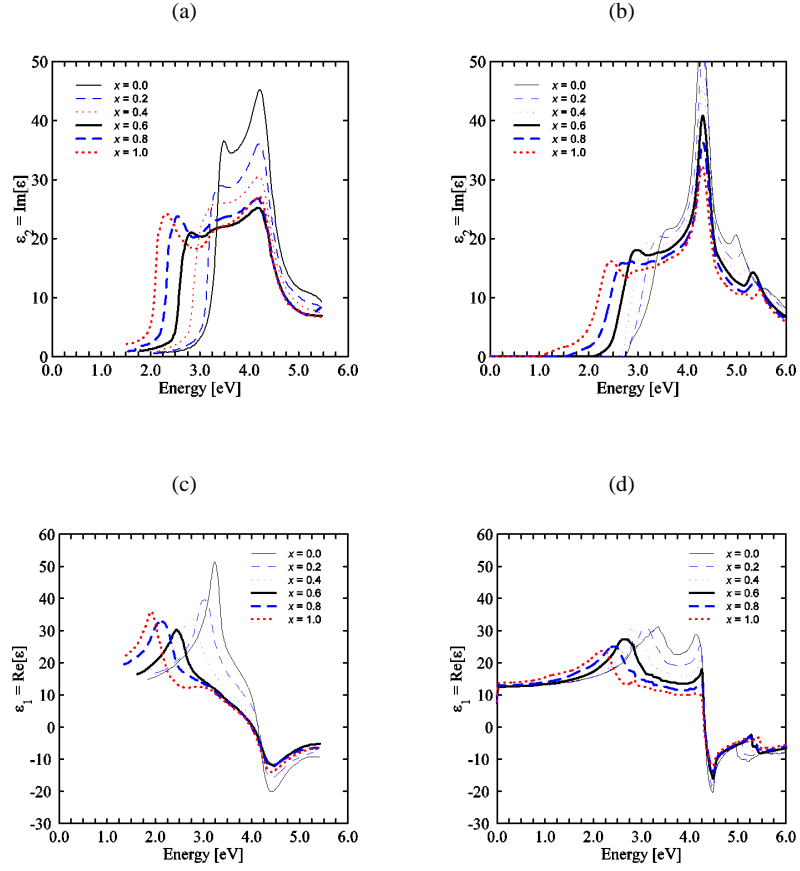 (a)
50
40
30
20
10
0
ε2 = Im[ε]
x = 0.0
x = 0.2
x = 0.4
x = 0.6
x = 0.8
x = 1.0
0.0 1.0 2.0 3.0 4.0 5.0 6.0
Energy [eV]
(b)
50
40
30
20
10
0
ε2 = Im[ε]
x = 0.0
x = 0.2
x = 0.4
x = 0.6
x = 0.8
x = 1.0
0.0 1.0 2.0 3.0 4.0 5.0 6.0
Energy [eV]
(c)
60
50
40
30
20
10
0
-10
-20
-30
ε1 = Re[ε]
x = 0.0
x = 0.2
x = 0.4
x = 0.6
x = 0.8
x = 1.0
0.0 1.0 2.0 3.0 4.0 5.0 6.0
Energy [eV]
(d)
60
50
40
30
20
10
0
-10
-20
-30
ε1 = Re[ε]
x = 0.0
x = 0.2
x = 0.4
x = 0.6
x = 0.8
x = 1.0
0.0 1.0 2.0 3.0 4.0 5.0 6.0
Energy [eV]